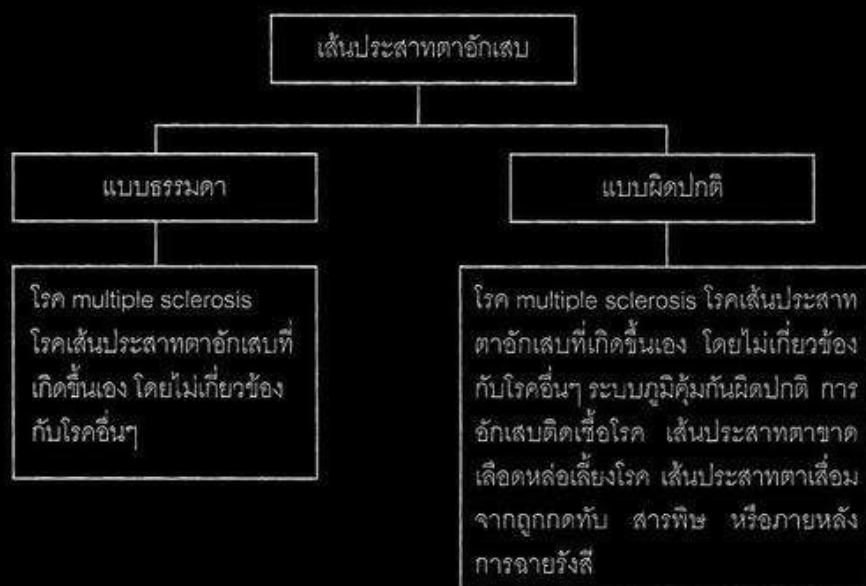 เส้นประสาทตาอักเสบ
แบบธรรมดา
แบบผิดปกติ
โรค multiple sclerosis
โรคเส้นประสาทตาอักเสบที่
เกิดขึ้นเอง โดยไม่เกี่ยวข้อง
กับโรคอื่นๆ
โรค multiple sclerosis โรคเส้นประสาท
ตาอักเสบที่เกิดขึ้นเอง โดยไม่เกี่ยวข้อง
กับโรคอื่นๆ ระบบภูมิคุ้มกันผิดปกติ การ
อักเสบติดเชื้อโรค เส้นประสาทตาขาด
เลือดหล่อเลี้ยงโรค เส้นประสาทตาเสื่อม
จากถูกกดทับ สารพิษ หรือภายหลัง
การฉายรังสี